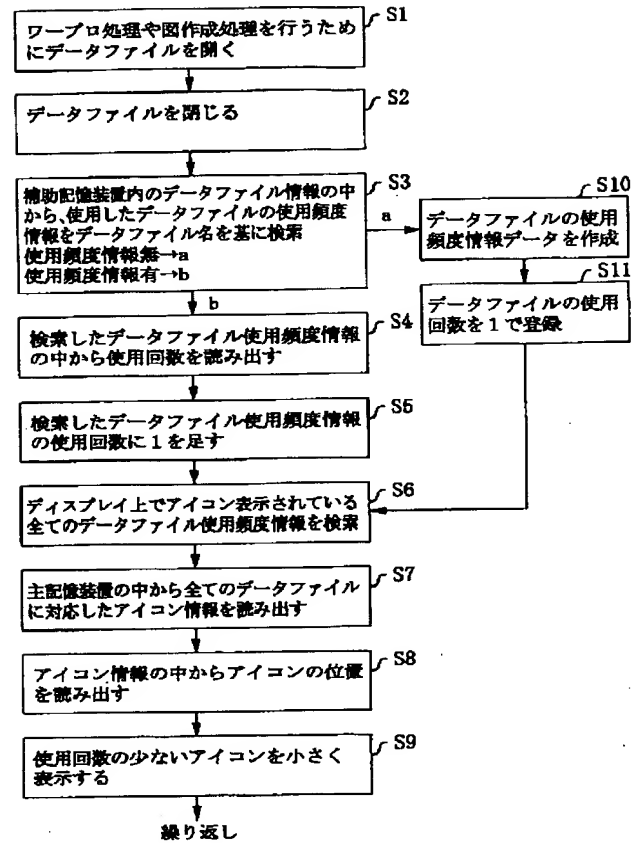 S1
ワープロ処理や図作成処理を行うため
にデータファイルを開く
S2
データファイルを閉じる
S3
補助記憶装置内のデータファイル情報の中
から、使用したデータファイルの使用頻度
情報をデータファイル名を基に検索
使用頻度情報無→a
使用頻度情報有→b
a
S10
データファイルの使用
頻度情報データを作成
S11
データファイルの使用
回数を1で登録
b
S4
検索したデータファイル使用頻度情報
の中から使用回数を読み出す
S5
検索したデータファイル使用頻度情報
の使用回数に1を足す
S6
ディスプレイ上でアイコン表示されている
全てのデータファイル使用頻度情報を検索
S7
主記憶装置の中から全てのデータファイル
に対応したアイコン情報を読み出す
S8
アイコン情報の中からアイコンの位置
を読み出す
S9
使用回数の少ないアイコンを小さく
表示する
繰り返し